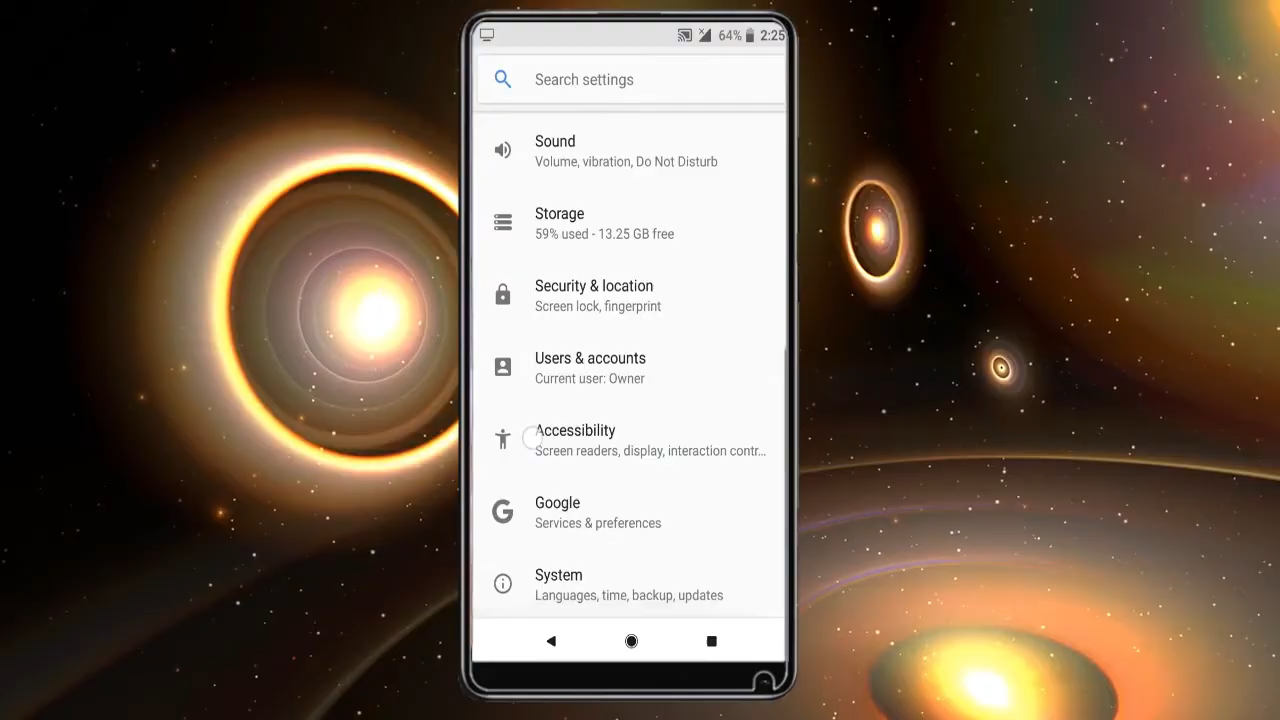 64% 2:25
Search settings
Sound
Volume, vibration, Do Not Disturb
Storage
59% used - 13.25 GB free
Security & location
Screen lock, fingerprint
Users & accounts
Current user: Owner
Accessibility
Screen readers, display, interaction contr...
Google
Services & preferences
System
Languages, time, backup, updates